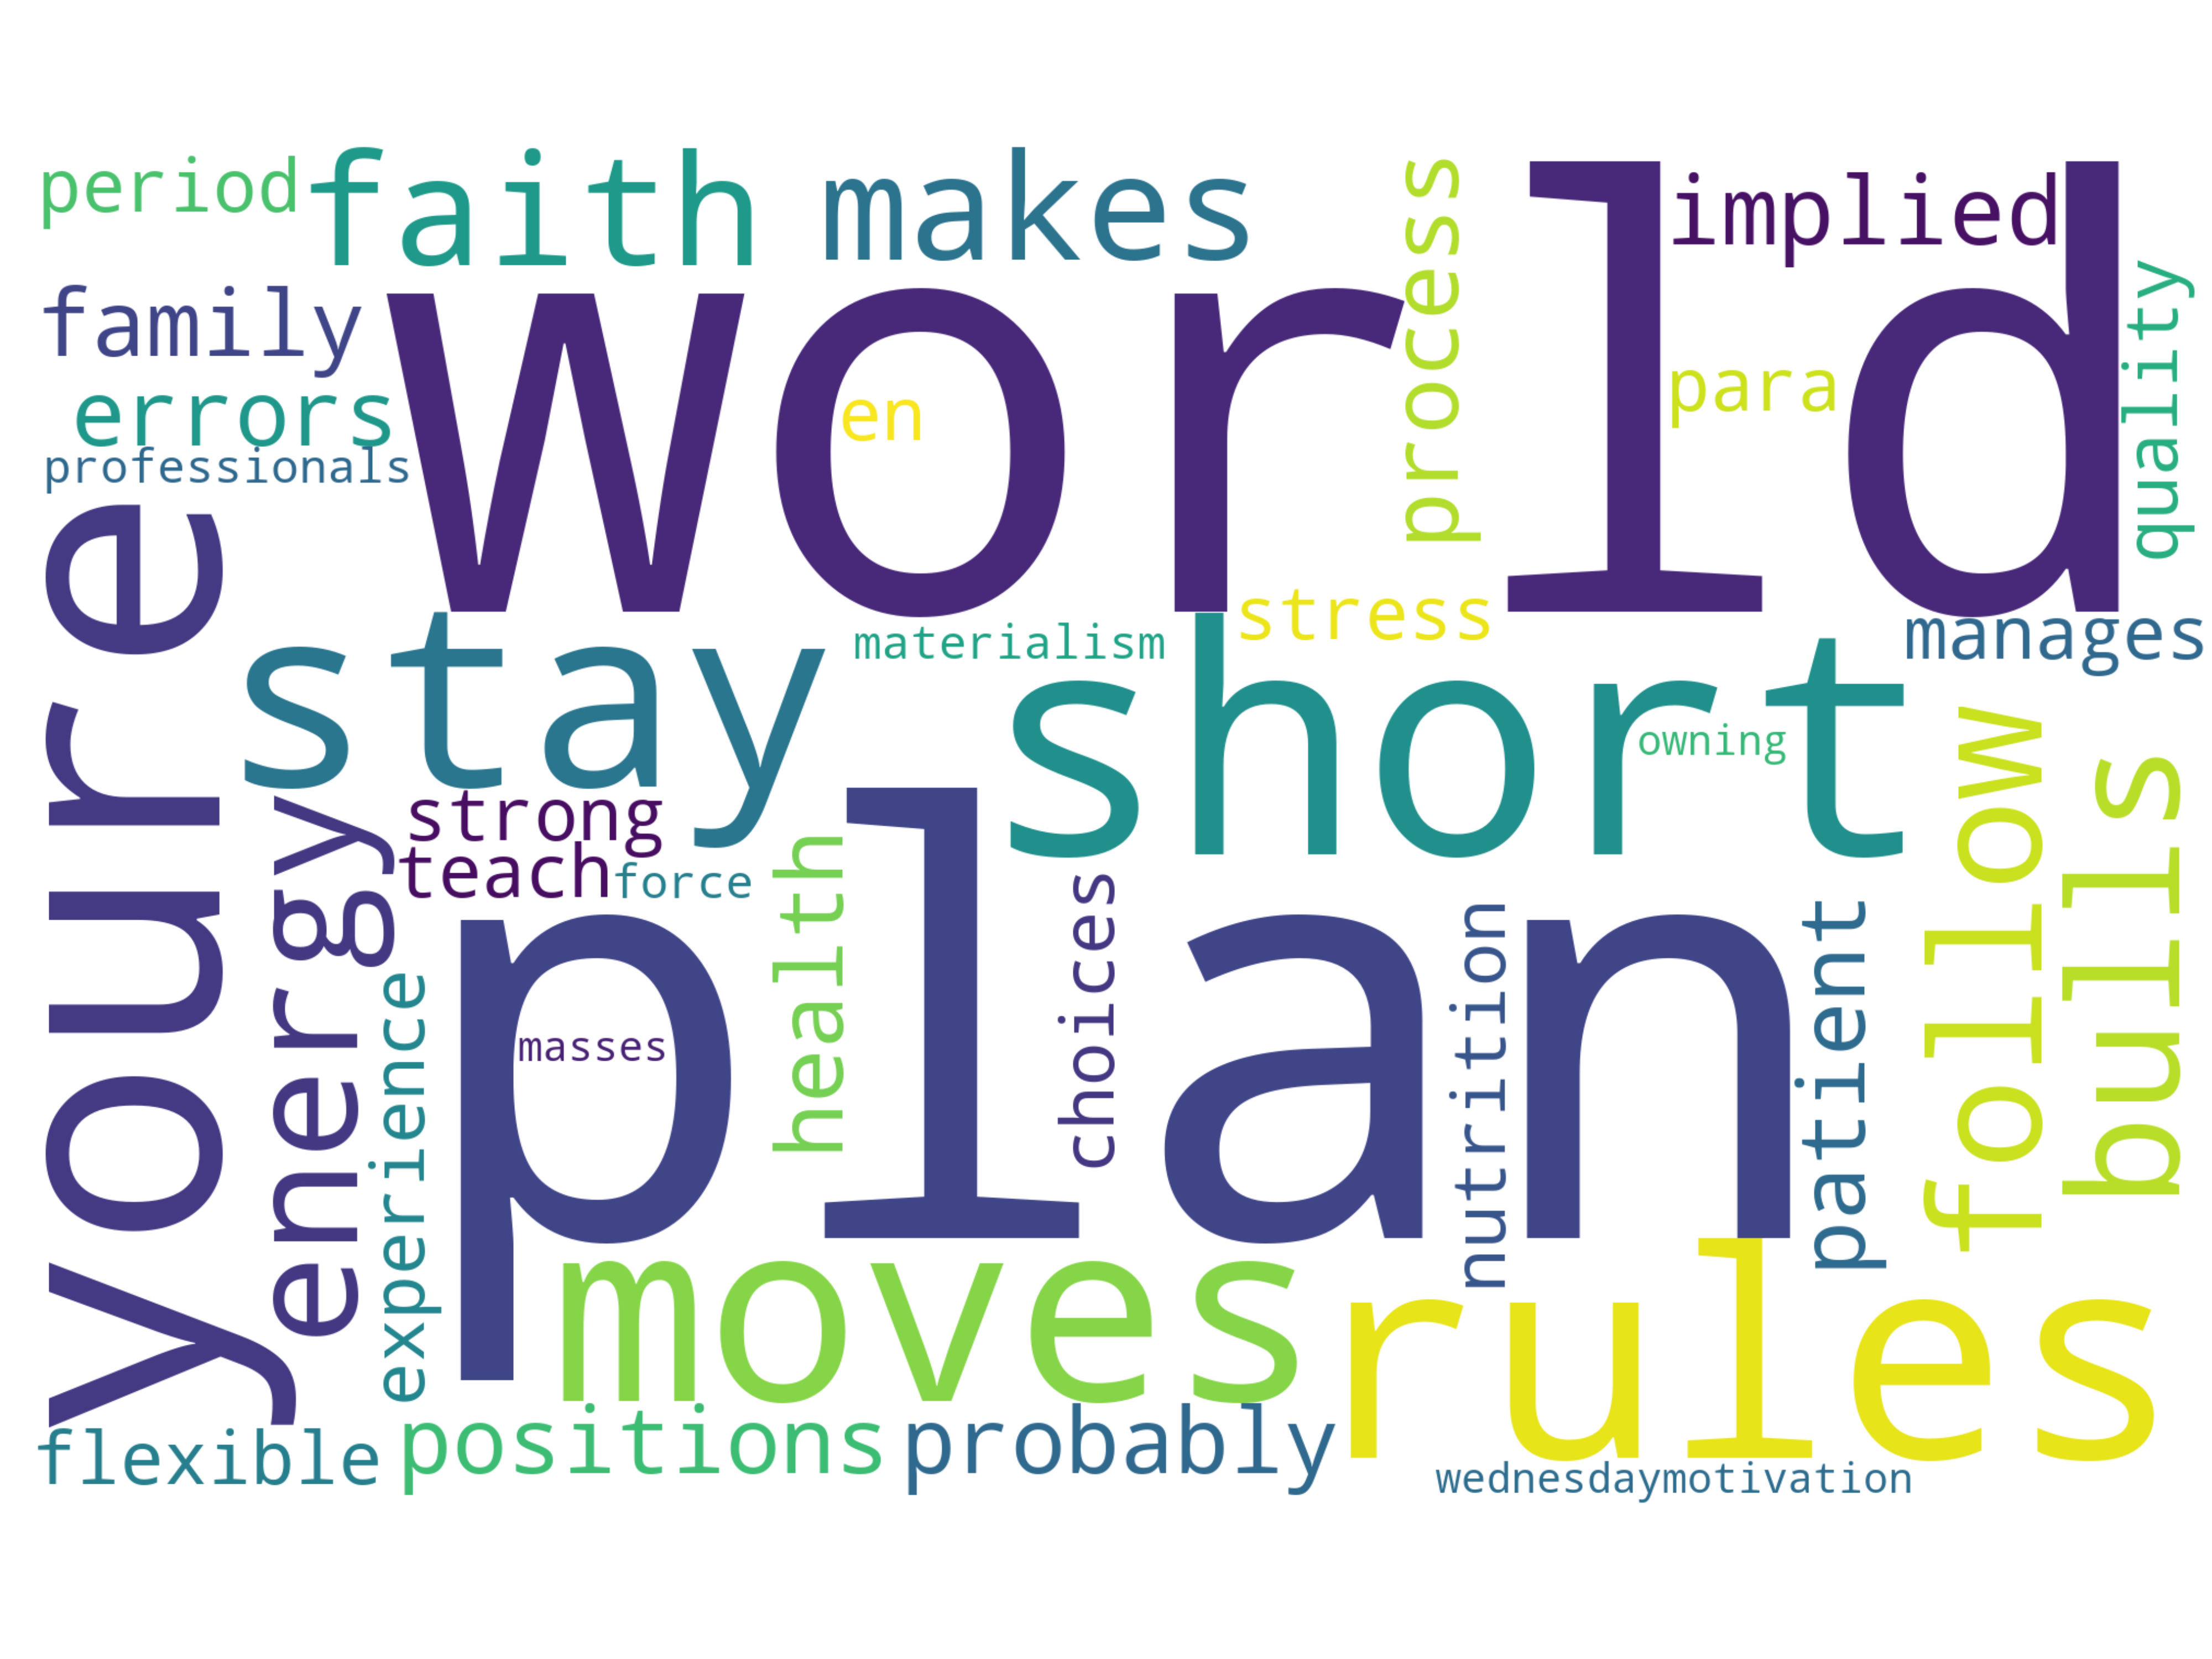 period
faith
makes
implied
process
family
world
quality
para
errors
en
professionals
stress
manages
materialism
stay
short
your e
owning
follow
bulls
strong
energy
teach
force
health
choices
nutrition
patient
experience
plan
masses
moves
rules
flexible
positions
probably
wednesdaymotivation